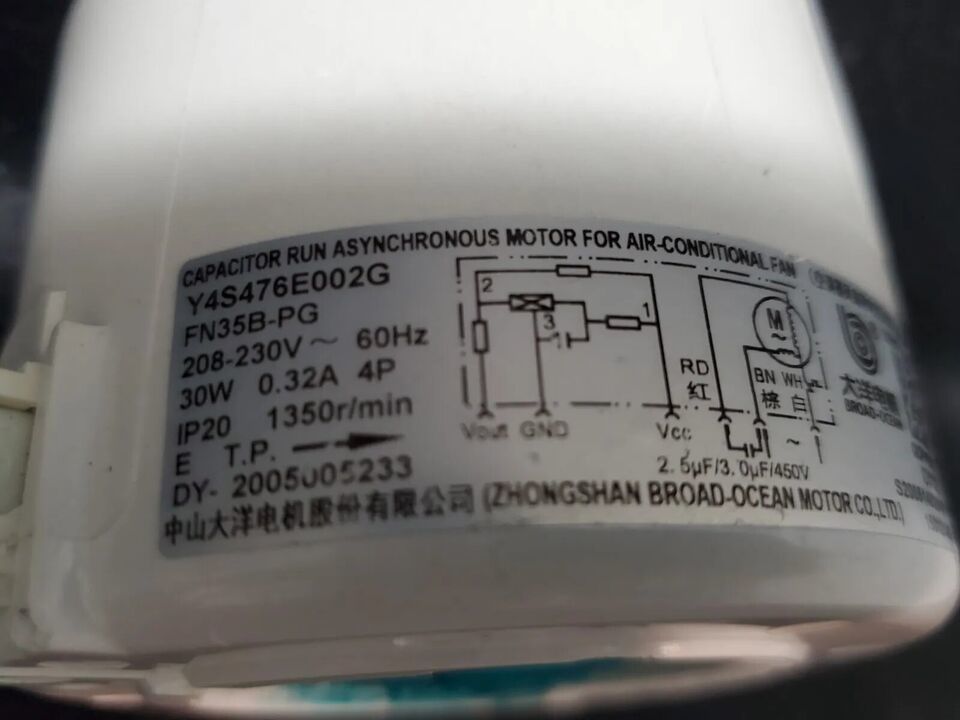 CAPACITOR RUN ASYNCHRONOUS MOTOR FOR AIR-CONDITIONAL FAN
Y4S476E002G
FN35B-PG
208-230V～ 60Hz
30W 0.32A 4P
IP20 1350r/min
E T.P.
DY- 2005005233
中山大洋电机股份有限公司 (ZHONGSHAN BROAD-OCEAN MOTOR CO.,LTD.)
2
3
1
Vout GND
Vcc
RD
红
M
~
BN WH
棕 白
~
2.5μF/3.0μF/450V
大洋电机
BROAD-OCEAN